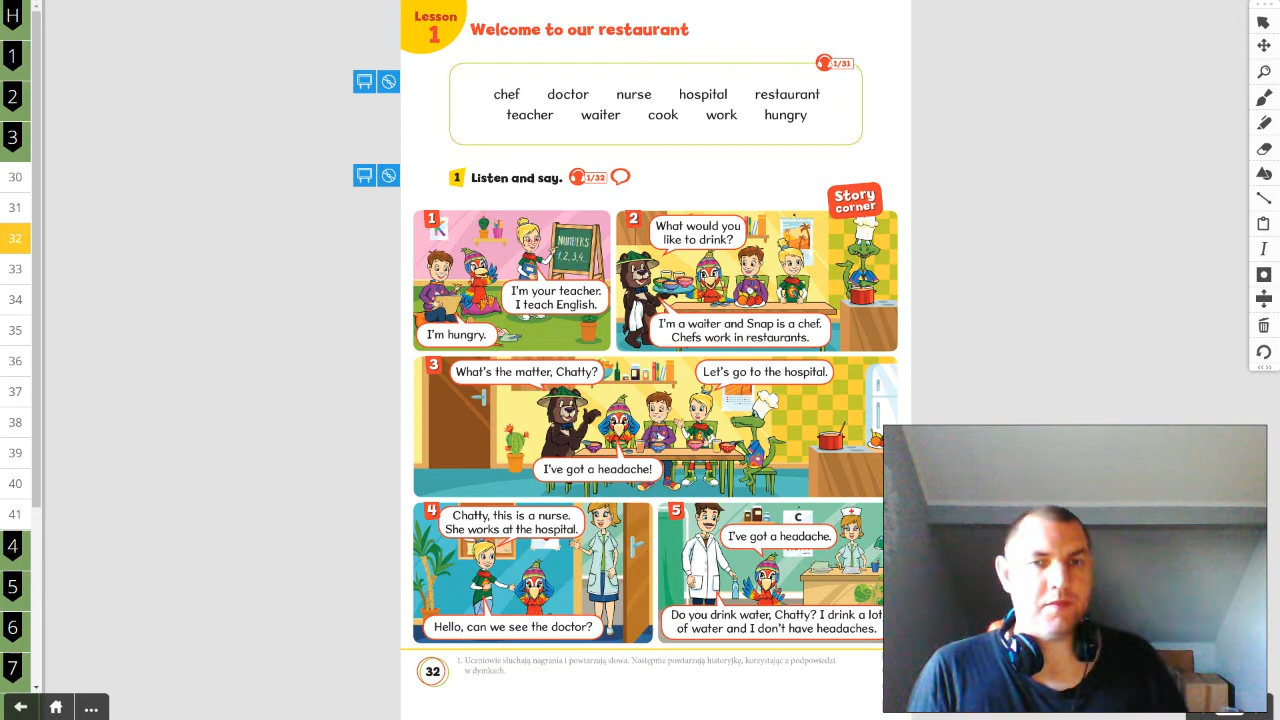 H
1
2
3
30
31
32
33
34
35
36
37
38
39
40
41
4
5
6
7
...
Lesson
1
Welcome to our restaurant
1/31
chef doctor nurse hospital restaurant
teacher waiter cook work hungry
1 Listen and say. 1/32
Story
corner
1
K
NUMBERS
1, 2, 3, 4...
I'm your teacher.
I teach English.
I'm hungry.
2
What would you
like to drink?
I'm a waiter and Snap is a chef.
Chefs work in restaurants.
3
What's the matter, Chatty?
Let's go to the hospital.
I've got a headache!
4
Chatty, this is a nurse.
She works at the hospital.
Hello, can we see the doctor?
5
C
I've got a headache.
Do you drink water, Chatty? I drink a lot
of water and I don't have headaches.
32
1. Uczniowie słuchają nagrania i powtarzają słowa. Następnie powtarzają historyjkę, korzystając z podpowiedzi
w dymkach.
I